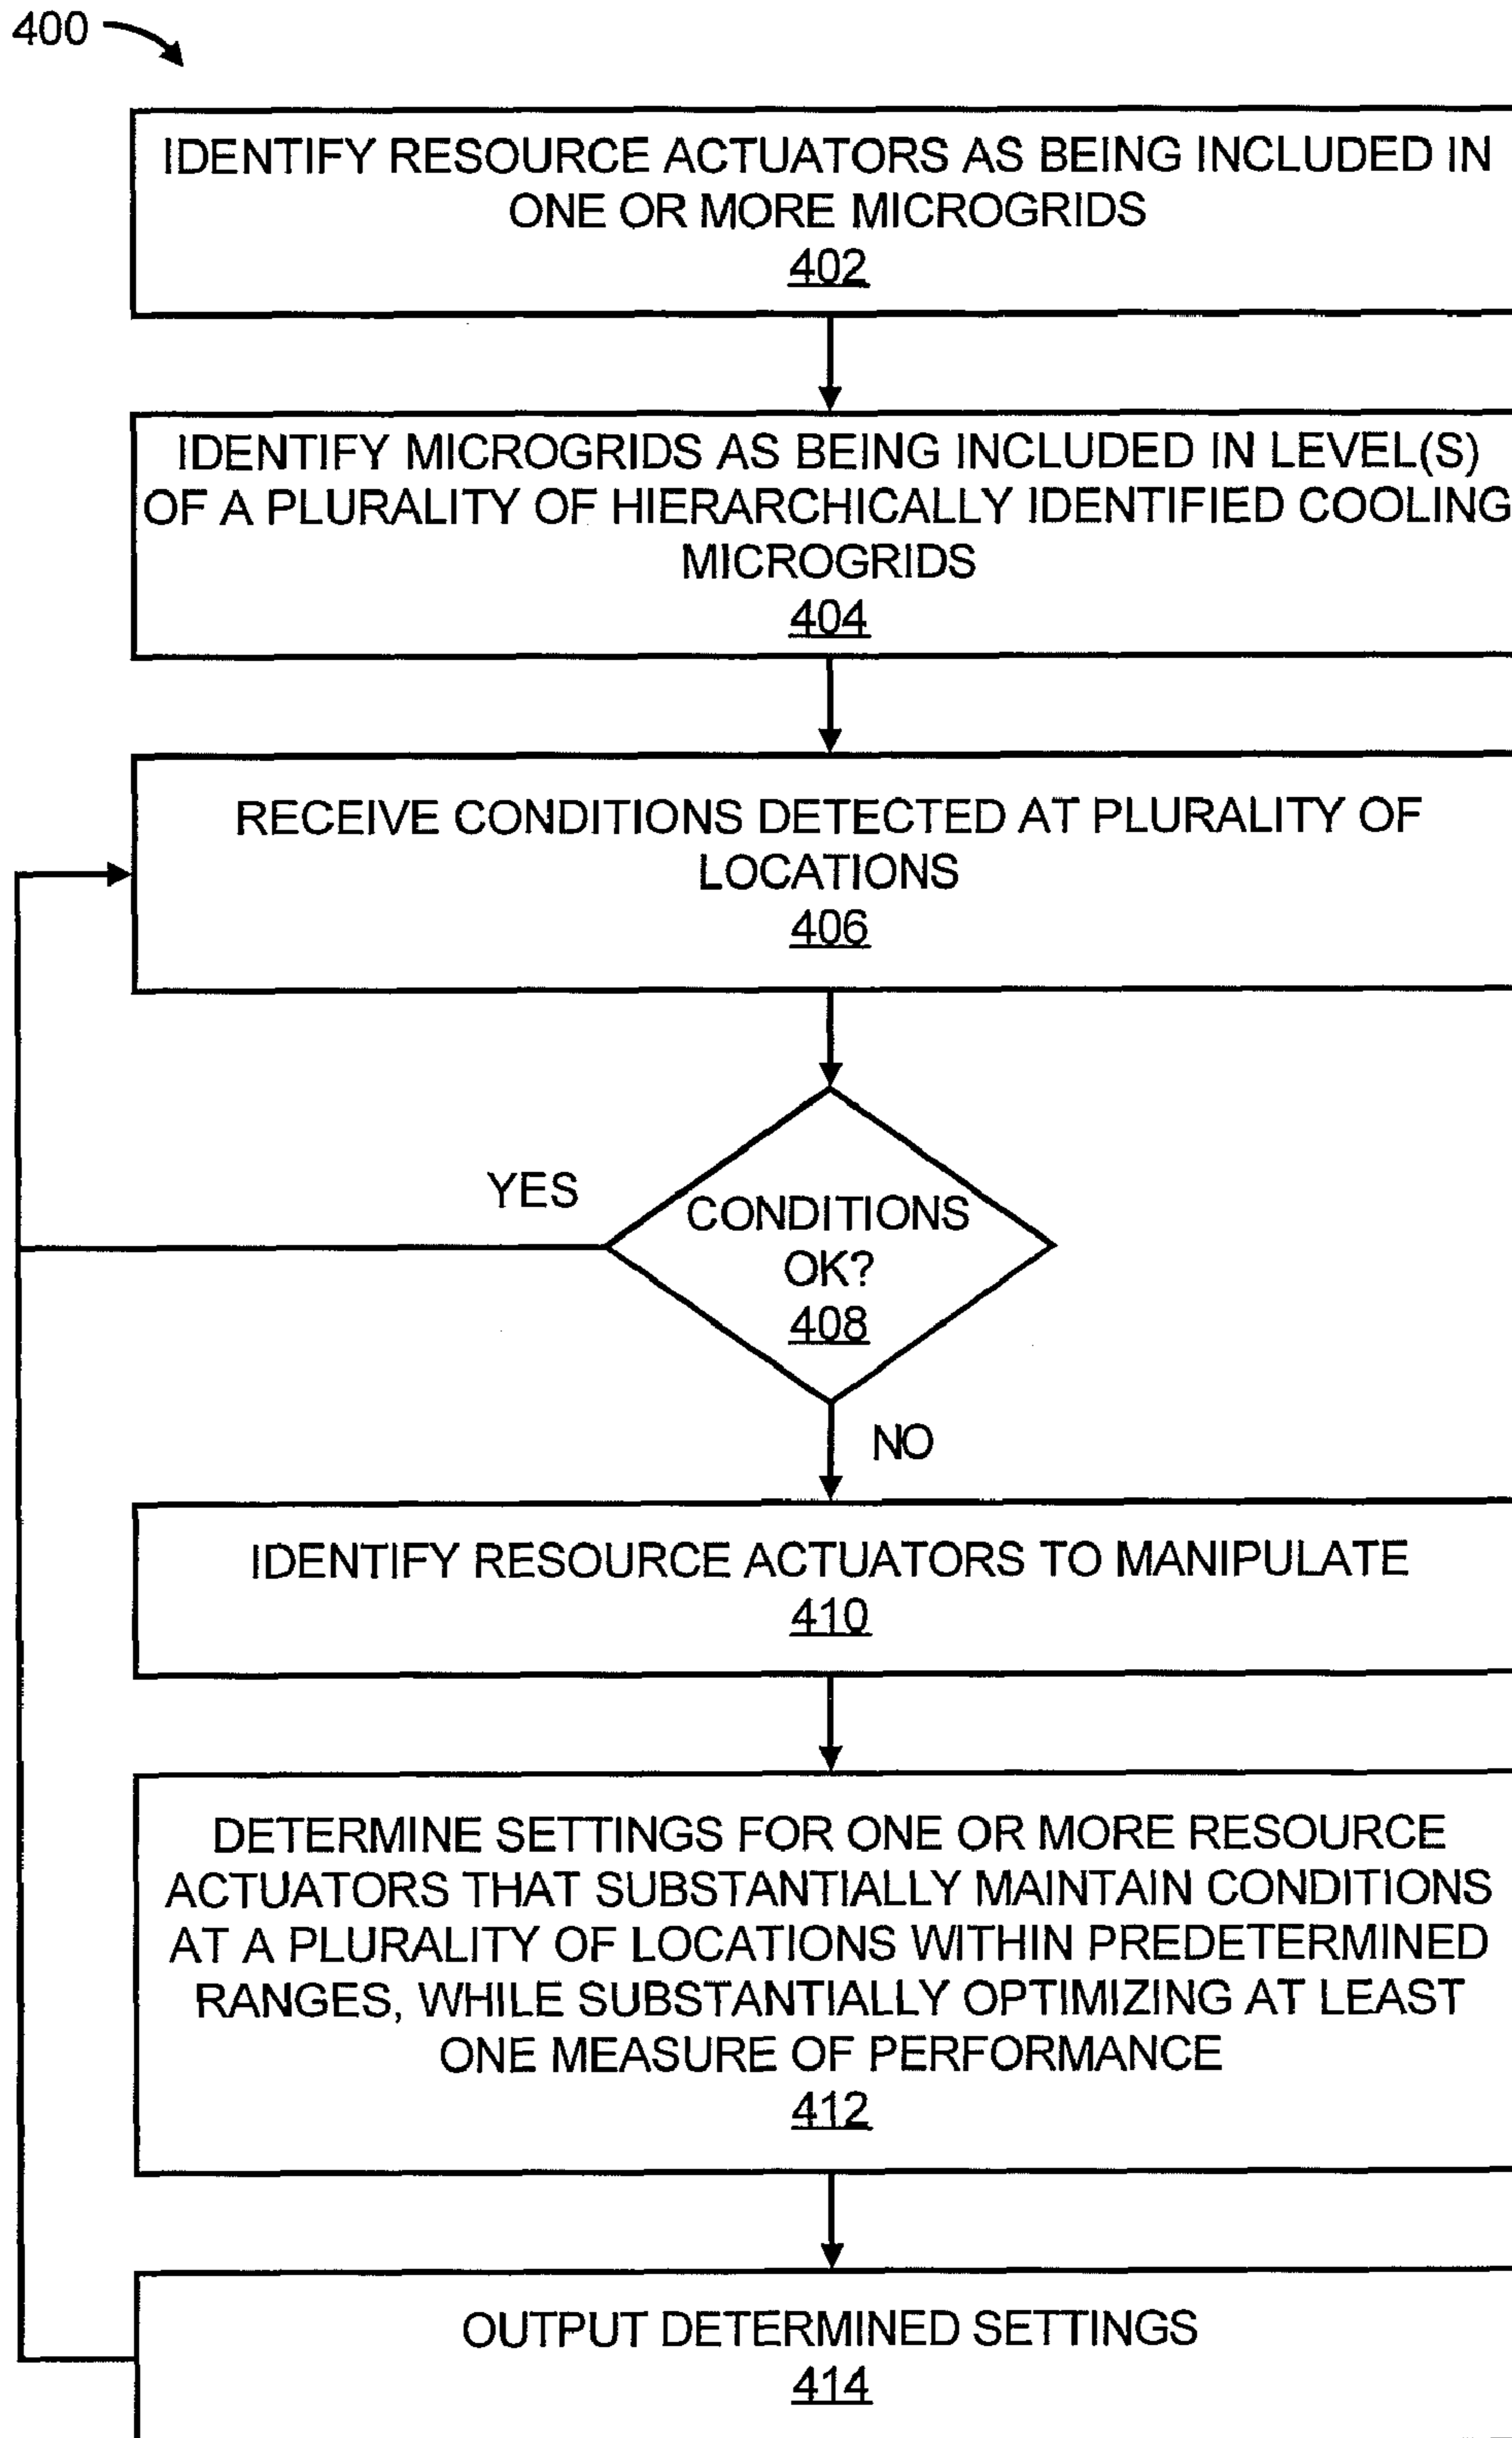 400
IDENTIFY RESOURCE ACTUATORS AS BEING INCLUDED IN
ONE OR MORE MICROGRIDS
402
IDENTIFY MICROGRIDS AS BEING INCLUDED IN LEVEL(S)
OF A PLURALITY OF HIERARCHICALLY IDENTIFIED COOLING
MICROGRIDS
404
RECEIVE CONDITIONS DETECTED AT PLURALITY OF
LOCATIONS
406
YES
CONDITIONS
OK?
408
NO
IDENTIFY RESOURCE ACTUATORS TO MANIPULATE
410
DETERMINE SETTINGS FOR ONE OR MORE RESOURCE
ACTUATORS THAT SUBSTANTIALLY MAINTAIN CONDITIONS
AT A PLURALITY OF LOCATIONS WITHIN PREDETERMINED
RANGES, WHILE SUBSTANTIALLY OPTIMIZING AT LEAST
ONE MEASURE OF PERFORMANCE
412
OUTPUT DETERMINED SETTINGS
414